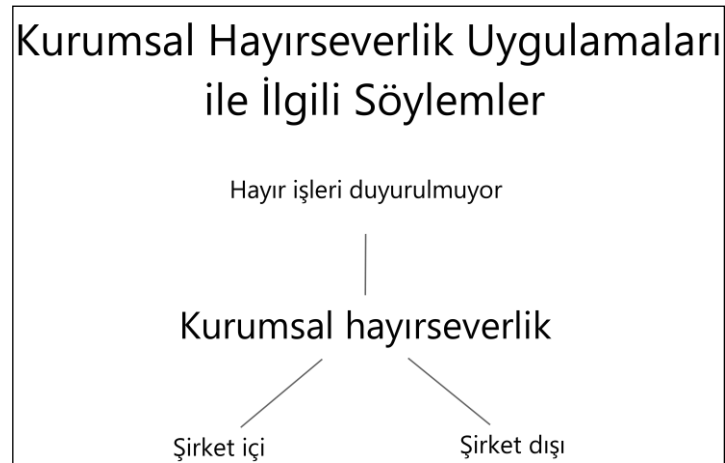 Kurumsal Hayırseverlik Uygulamaları
ile İlgili Söylemler
Hayır işleri duyurulmuyor
Kurumsal hayırseverlik
Şirket içi
Şirket dışı